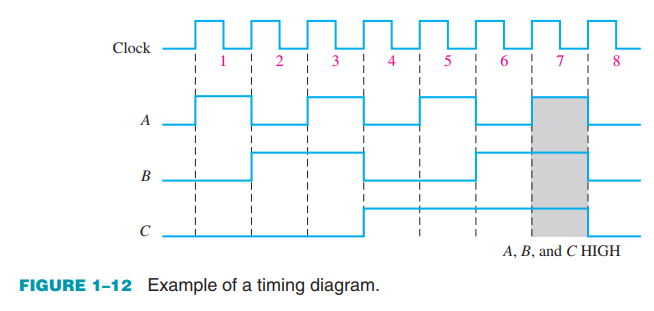 Clock
1 2 3 4 5 6 7 8
A
B
C
A, B, and C HIGH
FIGURE 1–12 Example of a timing diagram.